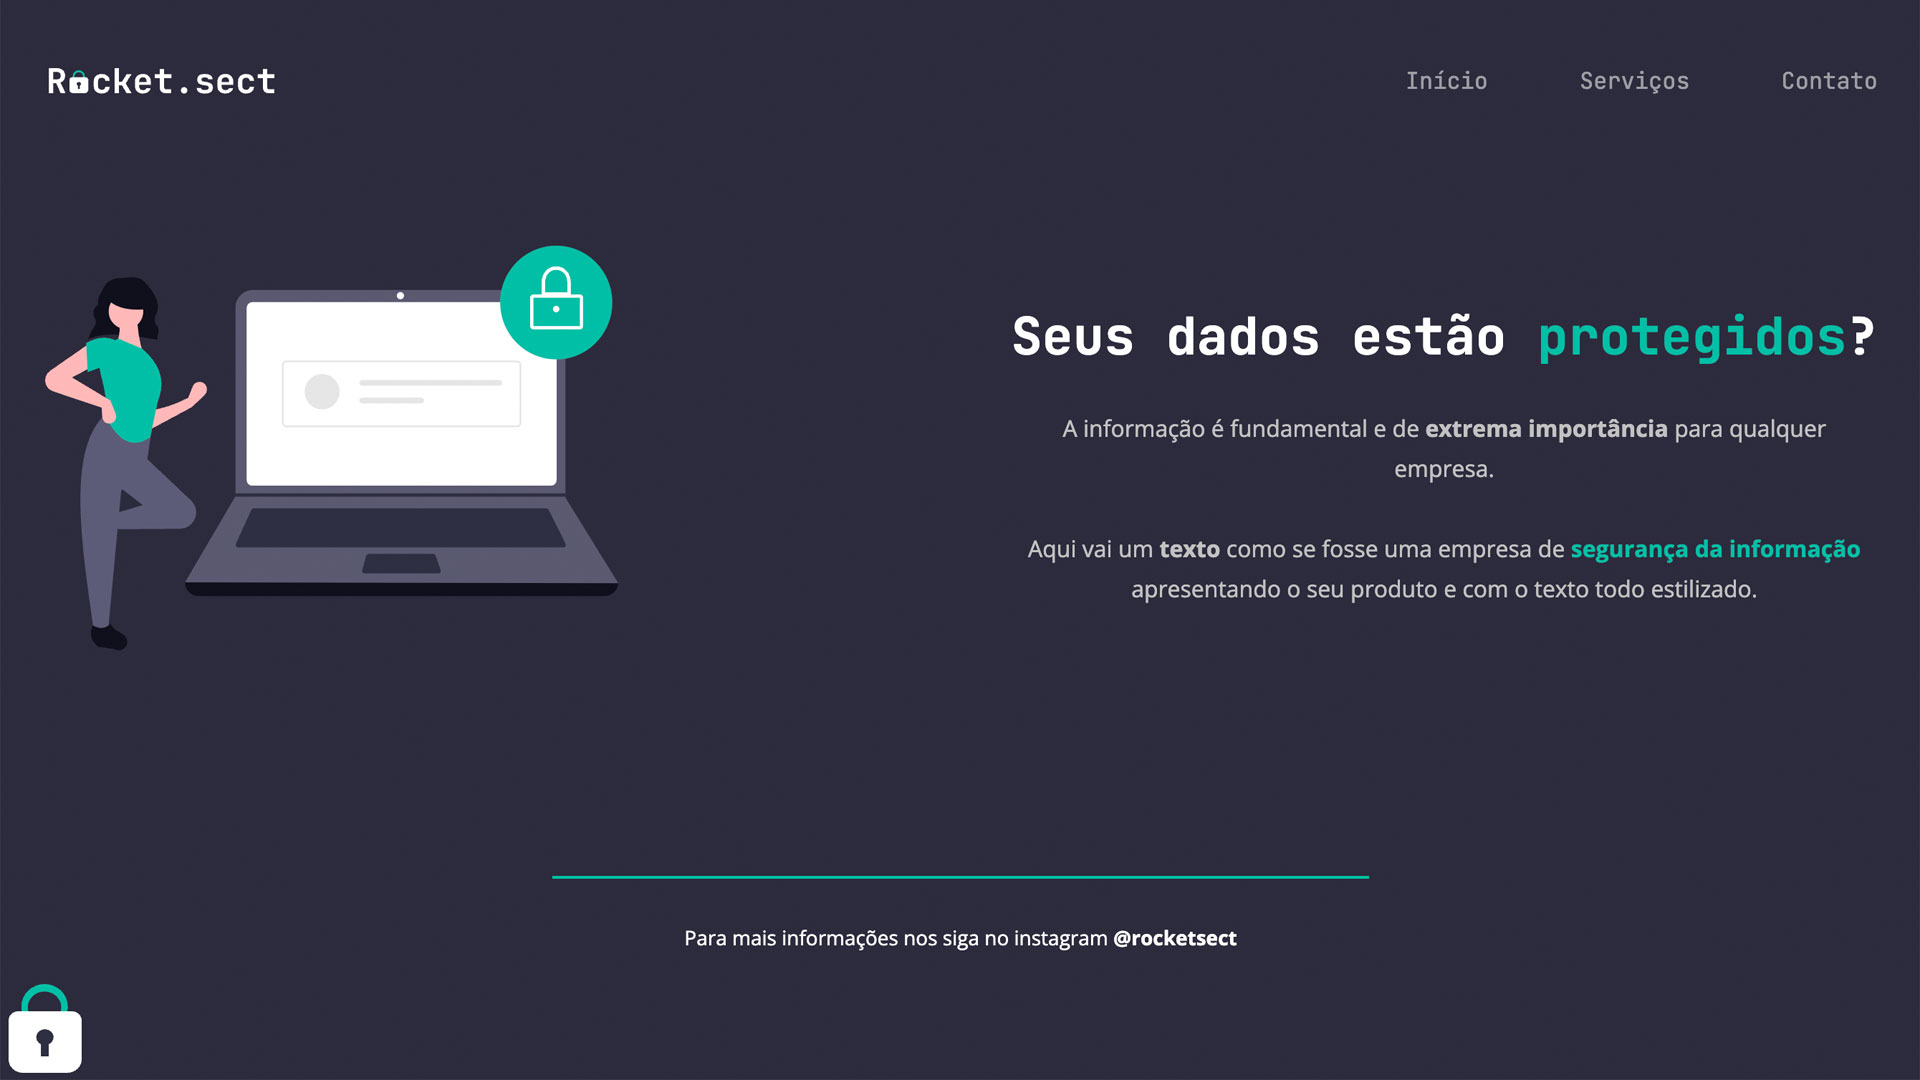 Rocket.sect
Início
Serviços
Contato
Seus dados estão protegidos?
A informação é fundamental e de extrema importância para qualquer
empresa.
Aqui vai um texto como se fosse uma empresa de segurança da informação
apresentando o seu produto e com o texto todo estilizado.
Para mais informações nos siga no instagram @rocketsect